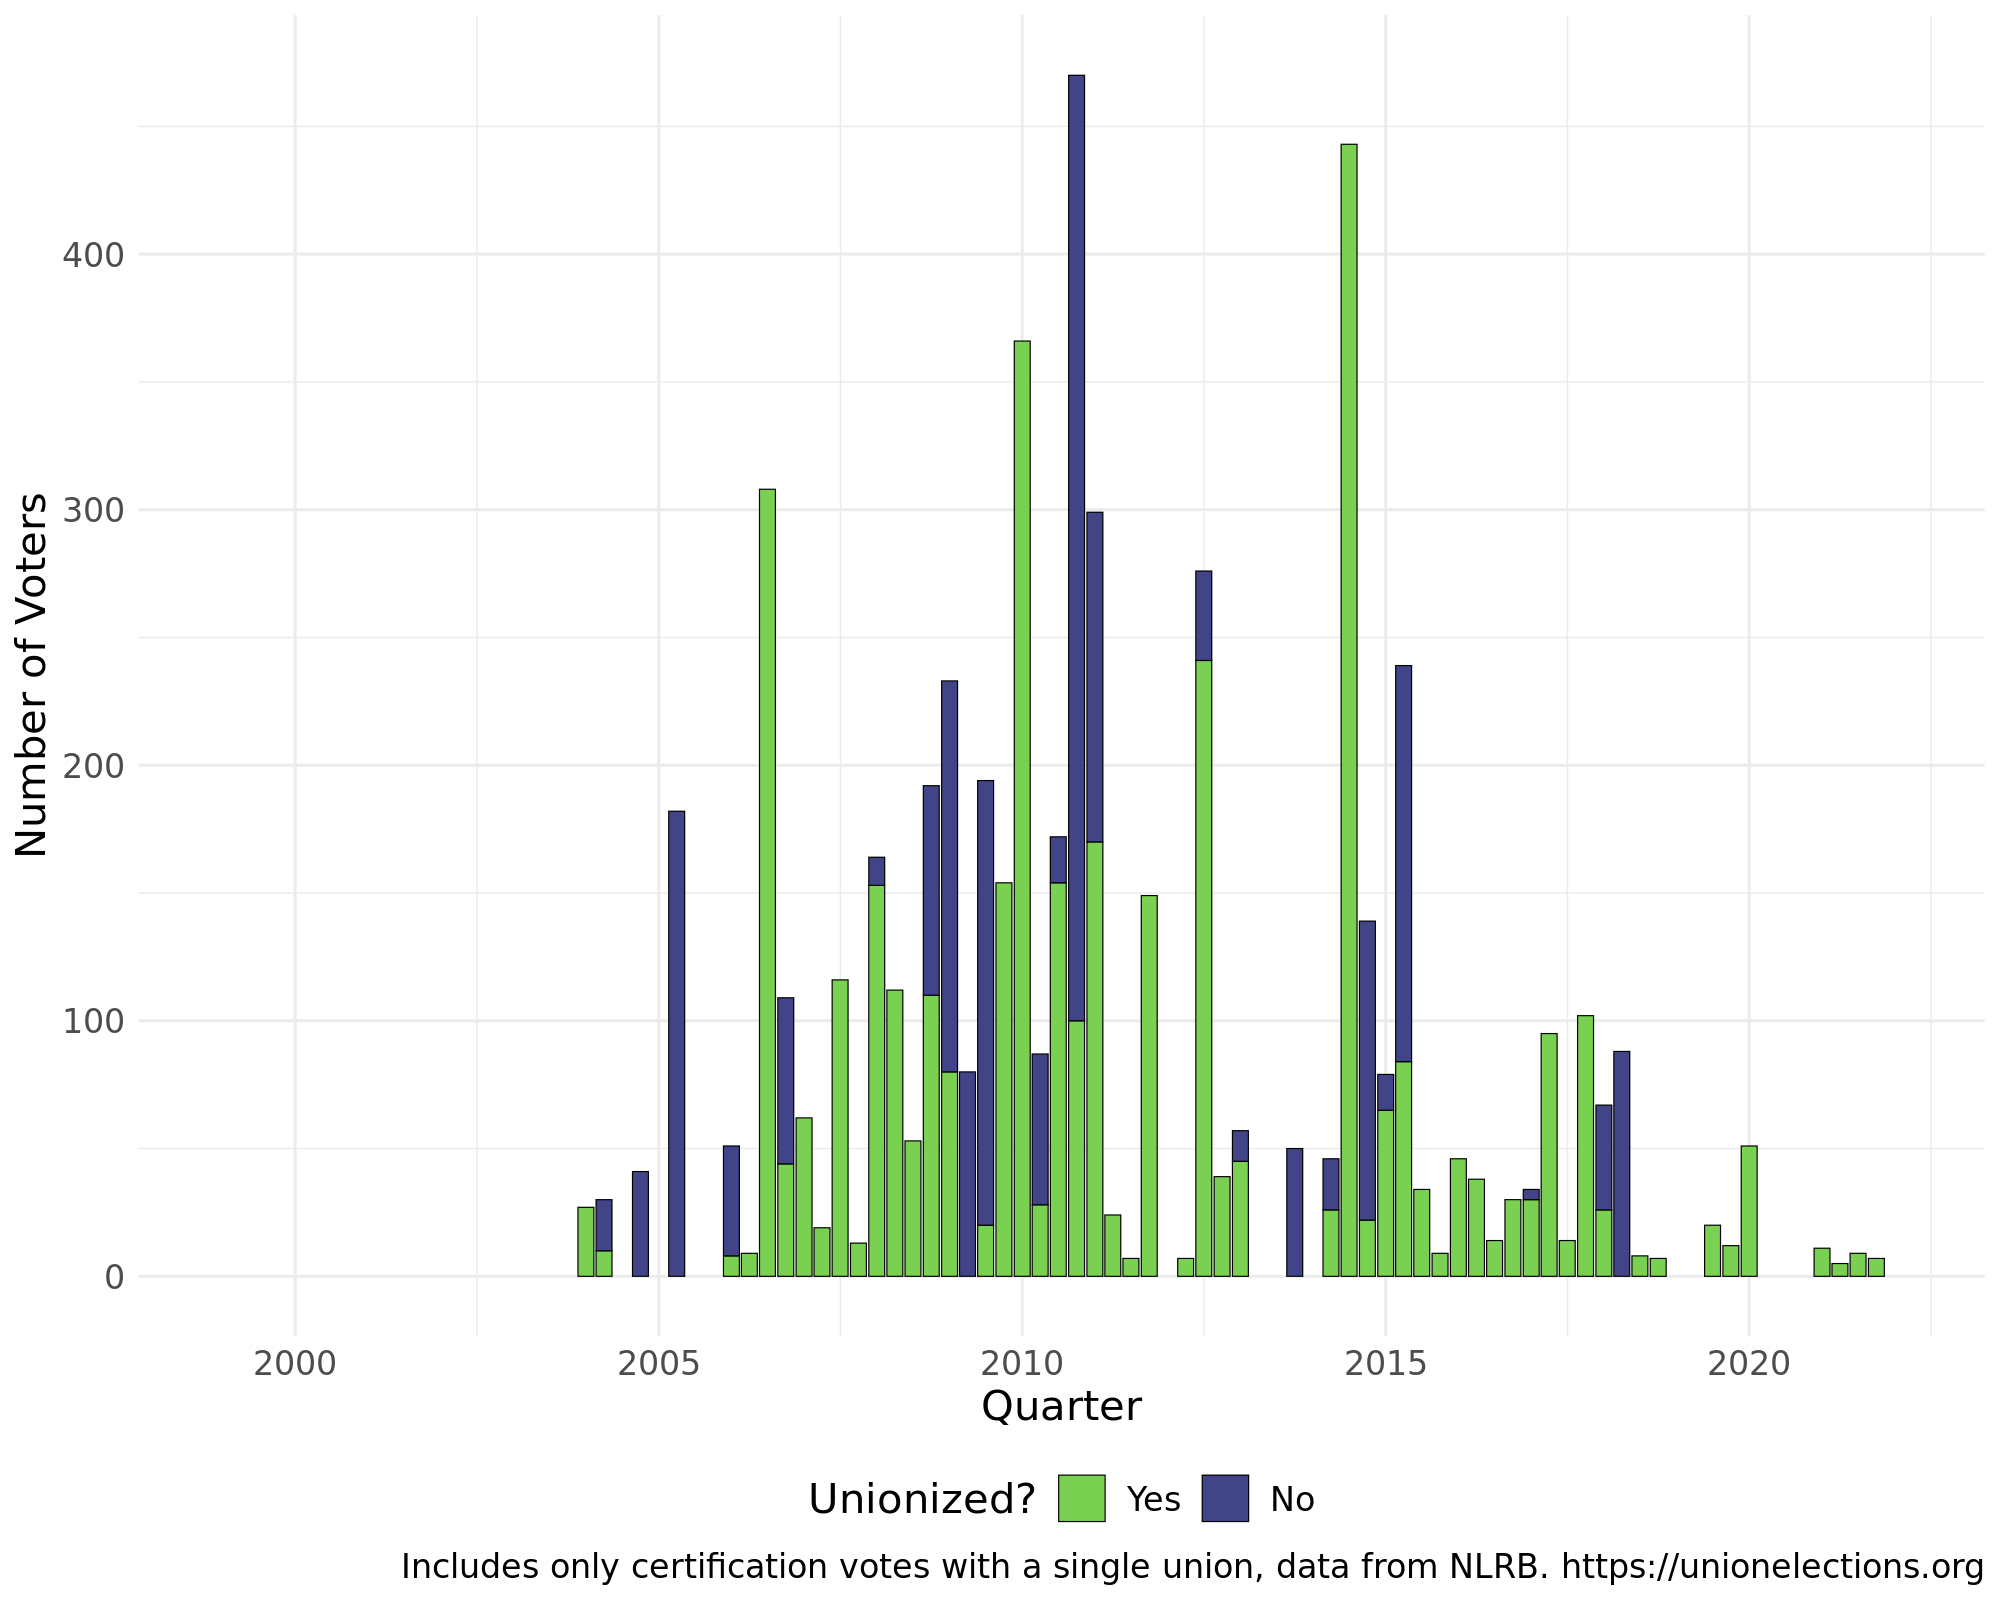 Number of Voters
400
300
200
100
0
2000 2005 2010 2015 2020
Quarter
Unionized? Yes No
Includes only certification votes with a single union, data from NLRB. https://unionelections.org